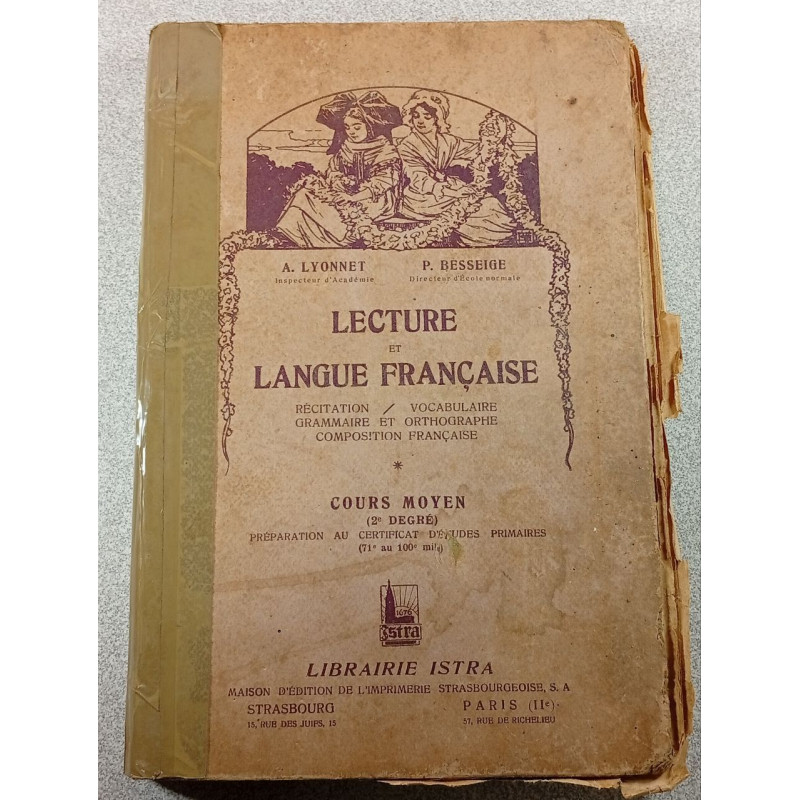 A. LYONNET
Inspecteur d'Académie
P. BESSEIGE
Directeur d'École normale
LECTURE
ET
LANGUE FRANÇAISE
RÉCITATION / VOCABULAIRE
GRAMMAIRE ET ORTHOGRAPHE
COMPOSITION FRANÇAISE
*
COURS MOYEN
(2e DEGRÉ)
PRÉPARATION AU CERTIFICAT D'ÉTUDES PRIMAIRES
(71e au 100e mille)
1676
Istra
LIBRAIRIE ISTRA
MAISON D'ÉDITION DE L'IMPRIMERIE STRASBOURGEOISE, S. A
STRASBOURG
15, RUE DES JUIFS, 15
PARIS (IIe)
57, RUE DE RICHELIEU